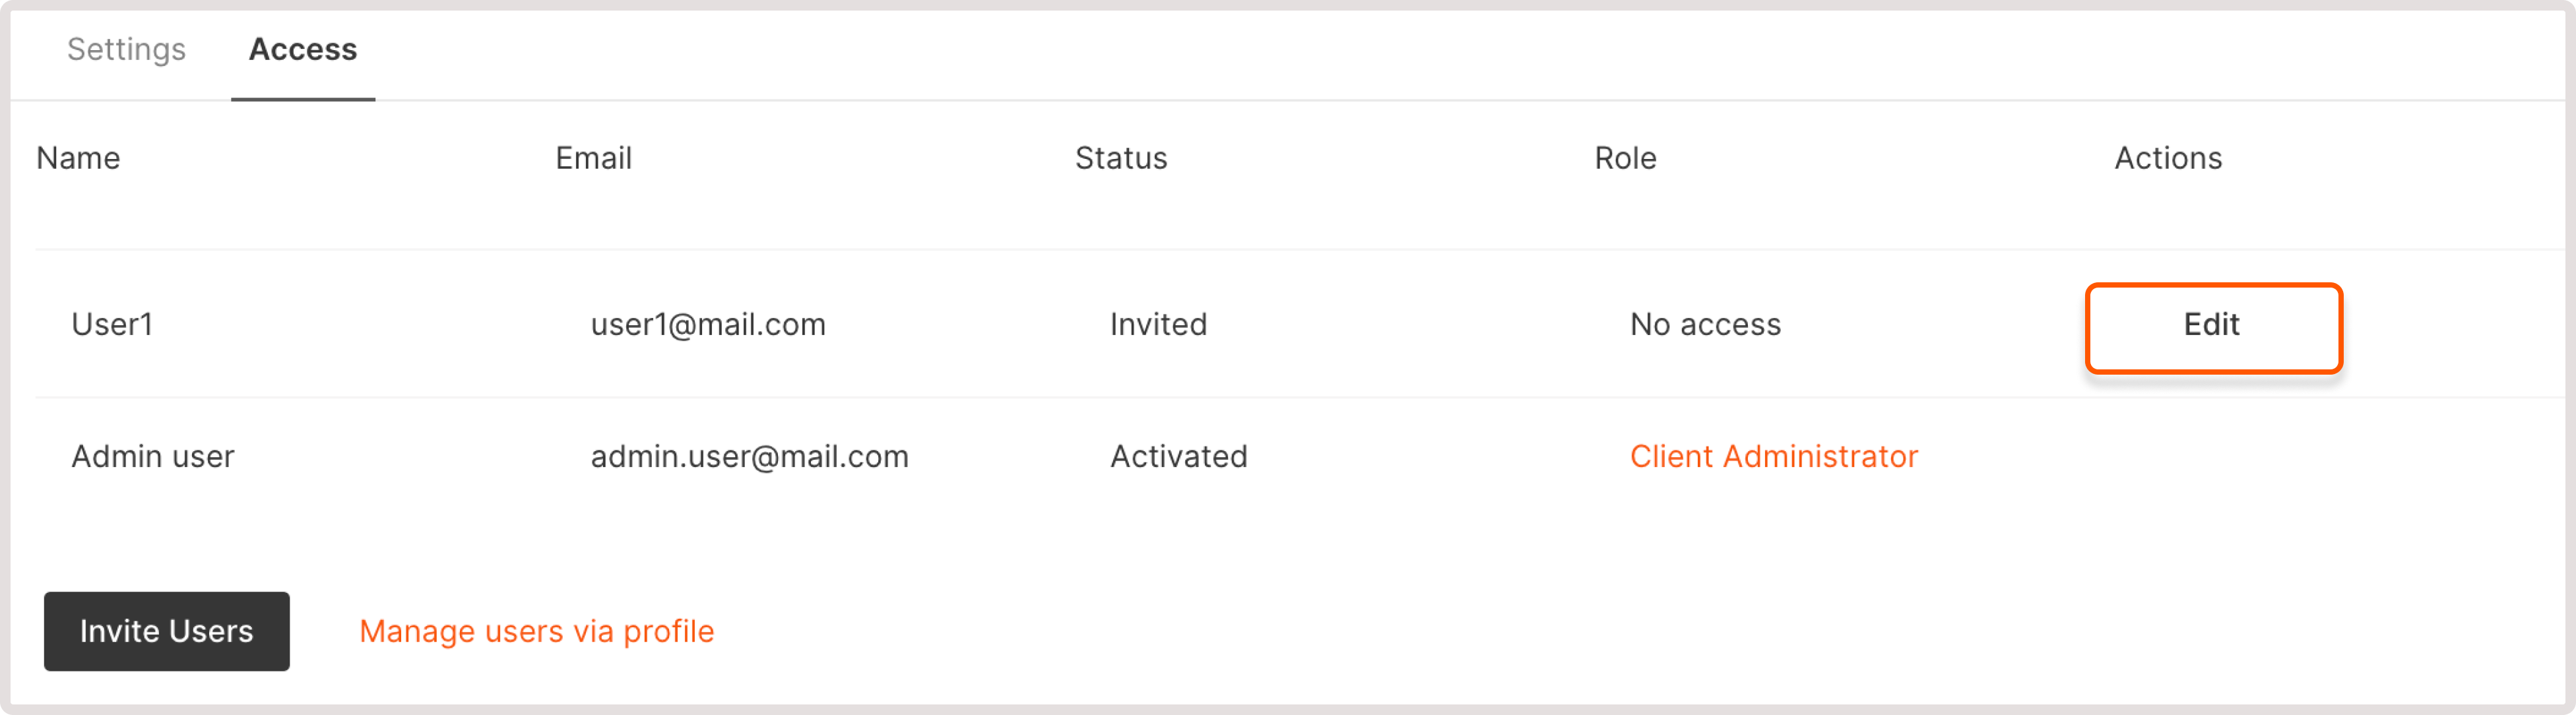 Settings Access
Name Email Status Role Actions
User1 user1@mail.com Invited No access Edit
Admin user admin.user@mail.com Activated Client Administrator
Invite Users Manage users via profile